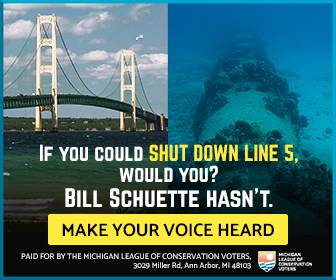 IF YOU COULD SHUT DOWN LINE 5,
WOULD YOU?
BILL SCHUETTE HASN'T.
MAKE YOUR VOICE HEARD
PAID FOR BY THE MICHIGAN LEAGUE OF CONSERVATION VOTERS,
3029 Miller Rd, Ann Arbor, MI 48103
MICHIGAN
LEAGUE OF
CONSERVATION
VOTERS